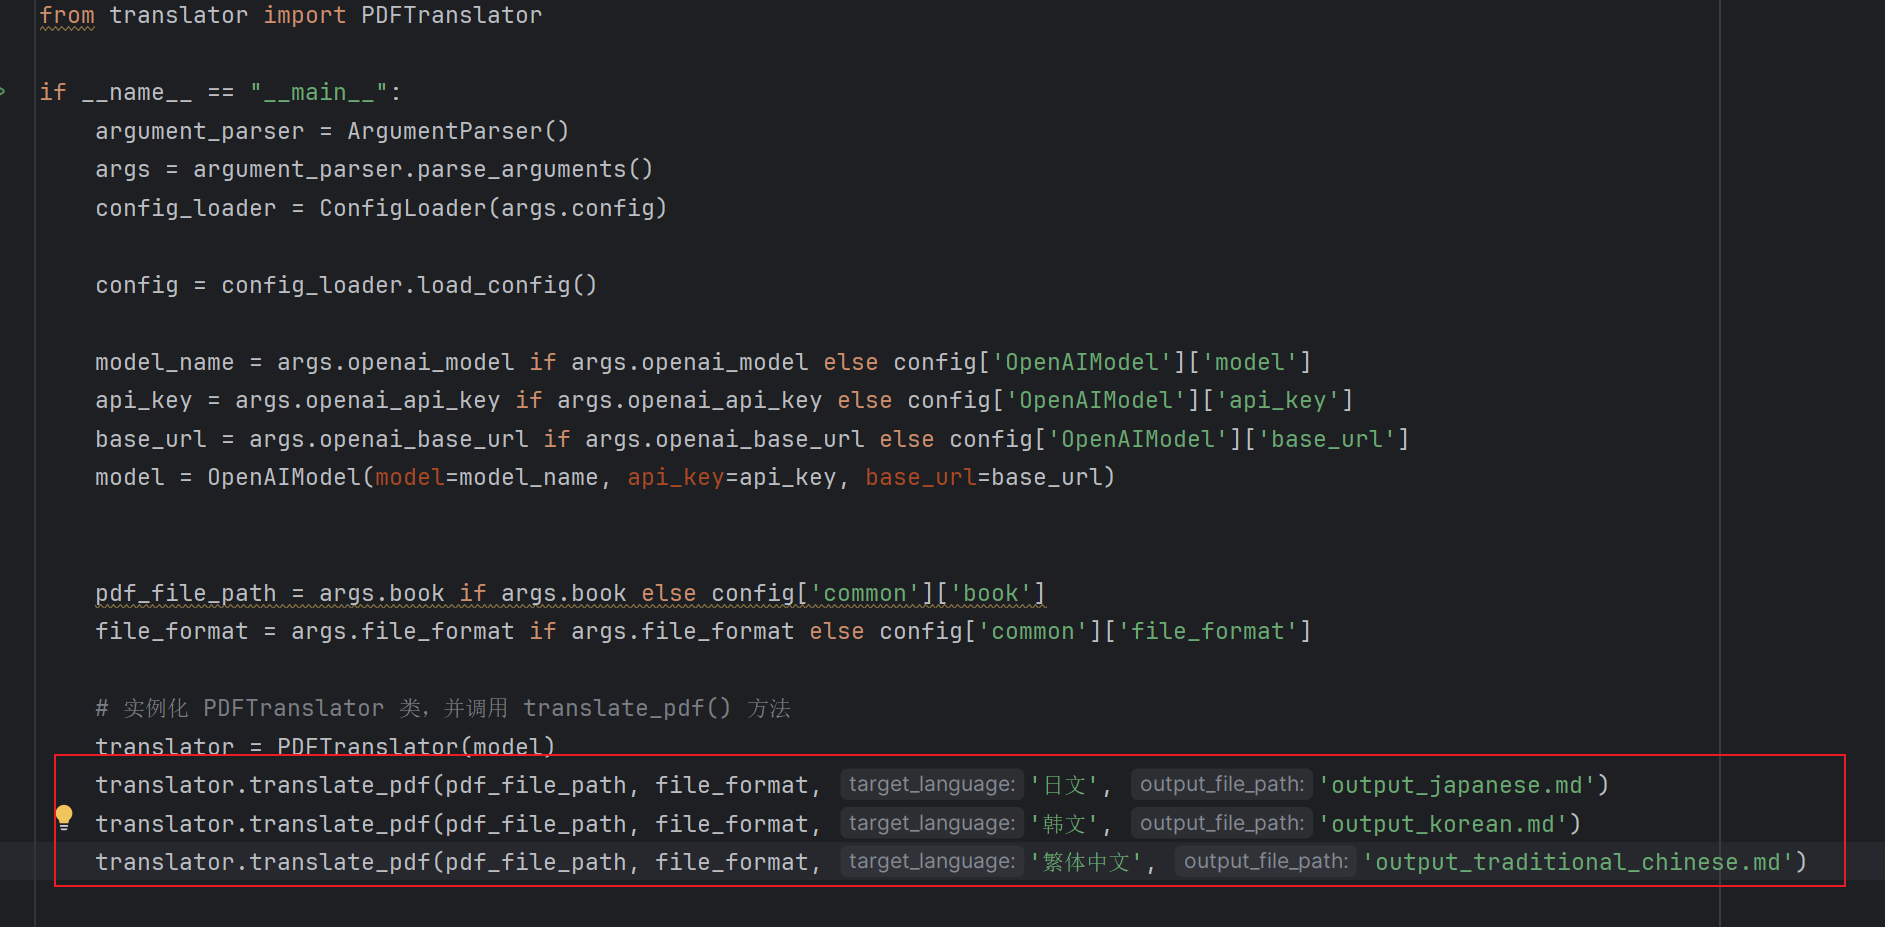 from translator import PDFTranslator
if __name__ == "__main__":
argument_parser = ArgumentParser()
args = argument_parser.parse_arguments()
config_loader = ConfigLoader(args.config)
config = config_loader.load_config()
model_name = args.openai_model if args.openai_model else config['OpenAIModel']['model']
api_key = args.openai_api_key if args.openai_api_key else config['OpenAIModel']['api_key']
base_url = args.openai_base_url if args.openai_base_url else config['OpenAIModel']['base_url']
model = OpenAIModel(model=model_name, api_key=api_key, base_url=base_url)
pdf_file_path = args.book if args.book else config['common']['book']
file_format = args.file_format if args.file_format else config['common']['file_format']
# 实例化 PDFTranslator 类，并调用 translate_pdf() 方法
translator = PDFTranslator(model)
translator.translate_pdf(pdf_file_path, file_format, target_language: '日文', output_file_path: 'output_japanese.md')
translator.translate_pdf(pdf_file_path, file_format, target_language: '韩文', output_file_path: 'output_korean.md')
translator.translate_pdf(pdf_file_path, file_format, target_language: '繁体中文', output_file_path: 'output_traditional_chinese.md')